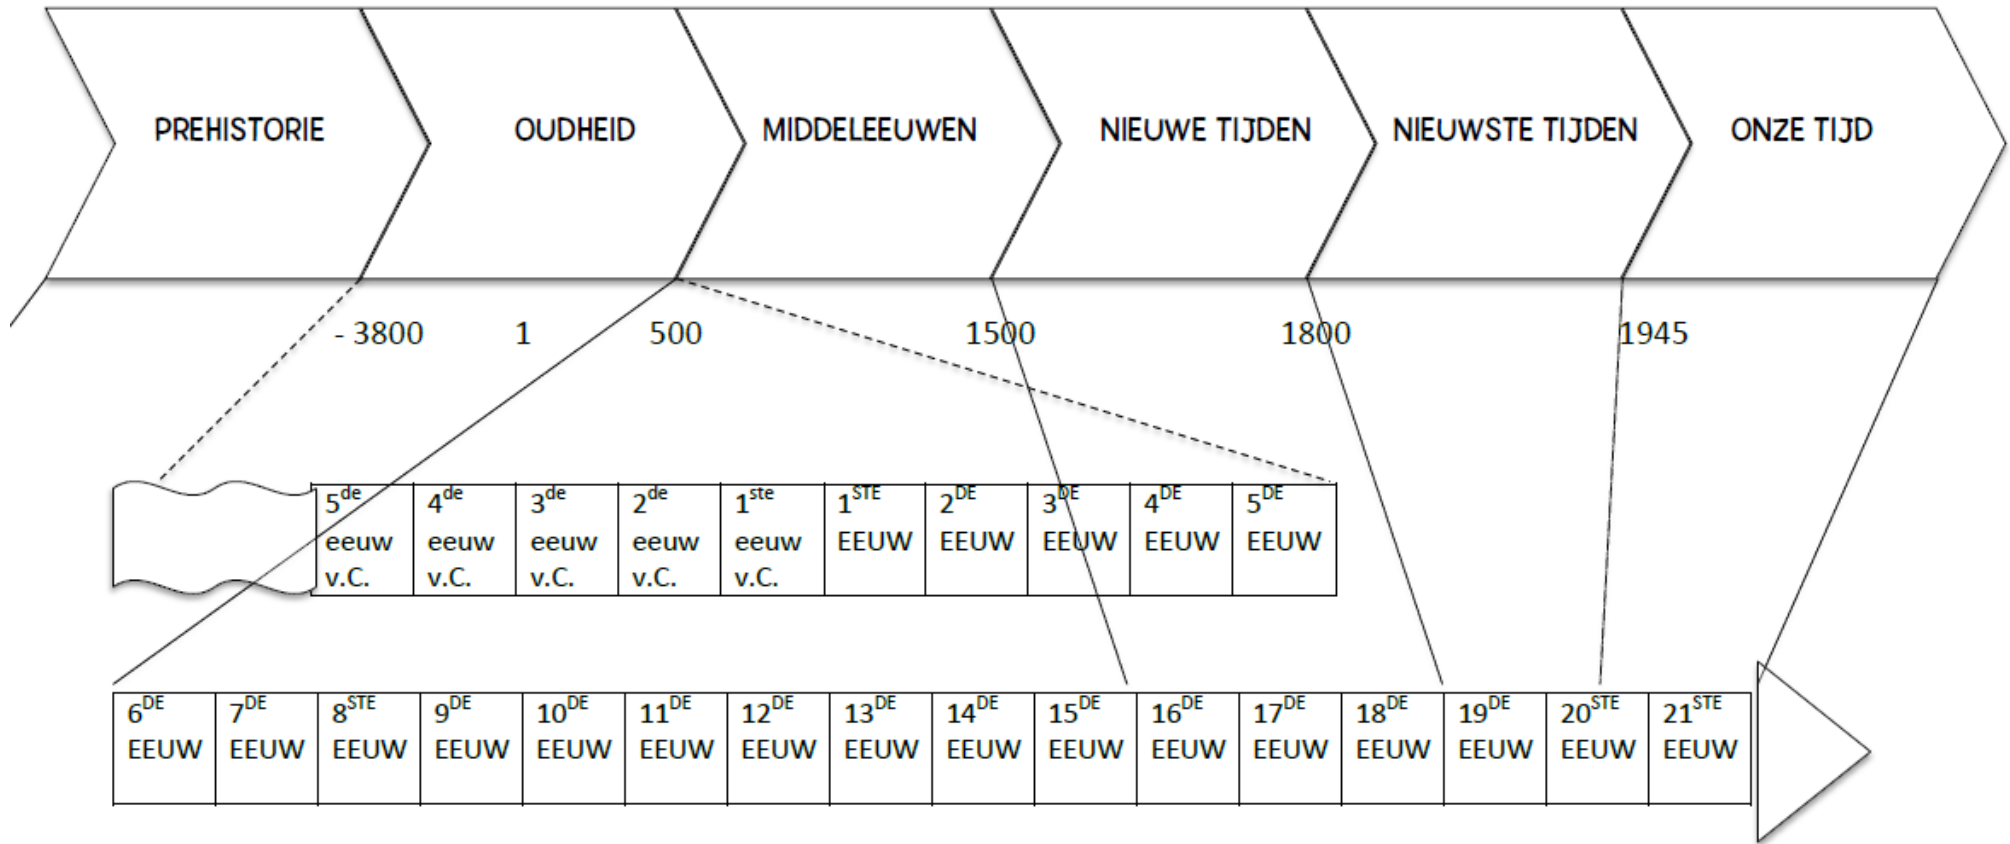 PREHISTORIE OUDHEID MIDDELEEUWEN NIEUWE TIJDEN NIEUWSTE TIJDEN ONZE TIJD
- 3800 1 500 1500 1800 1945
5de 4de 3de 2de 1ste 1STE 2DE 3DE 4DE 5DE
eeuw eeuw eeuw eeuw eeuw EEUW EEUW EEUW EEUW EEUW
v.C. v.C. v.C. v.C. v.C.
6DE 7DE 8STE 9DE 10DE 11DE 12DE 13DE 14DE 15DE 16DE 17DE 18DE 19DE 20STE 21STE
EEUW EEUW EEUW EEUW EEUW EEUW EEUW EEUW EEUW EEUW EEUW EEUW EEUW EEUW EEUW EEUW